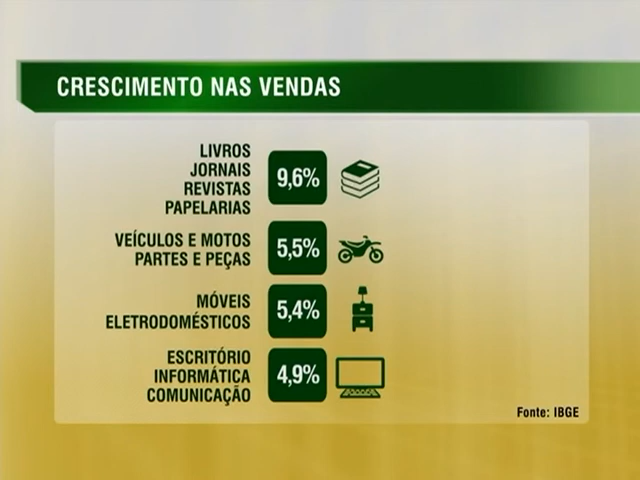 CRESCIMENTO NAS VENDAS
LIVROS
JORNAIS
REVISTAS
PAPELARIAS
9,6%
VEÍCULOS E MOTOS
PARTES E PEÇAS
5,5%
MÓVEIS
ELETRODOMÉSTICOS
5,4%
ESCRITÓRIO
INFORMÁTICA
COMUNICAÇÃO
4,9%
Fonte: IBGE